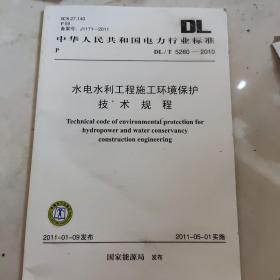 ICS 27.140
P 59
备案号：J1171—2011
DL
中华人民共和国电力行业标准
P
DL/T 5260—2010
水电水利工程施工环境保护
技术规程
Technical code of environmental protection for
hydropower and water conservancy
construction engineering
2011-01-09发布
2011-05-01实施
国家能源局 发布